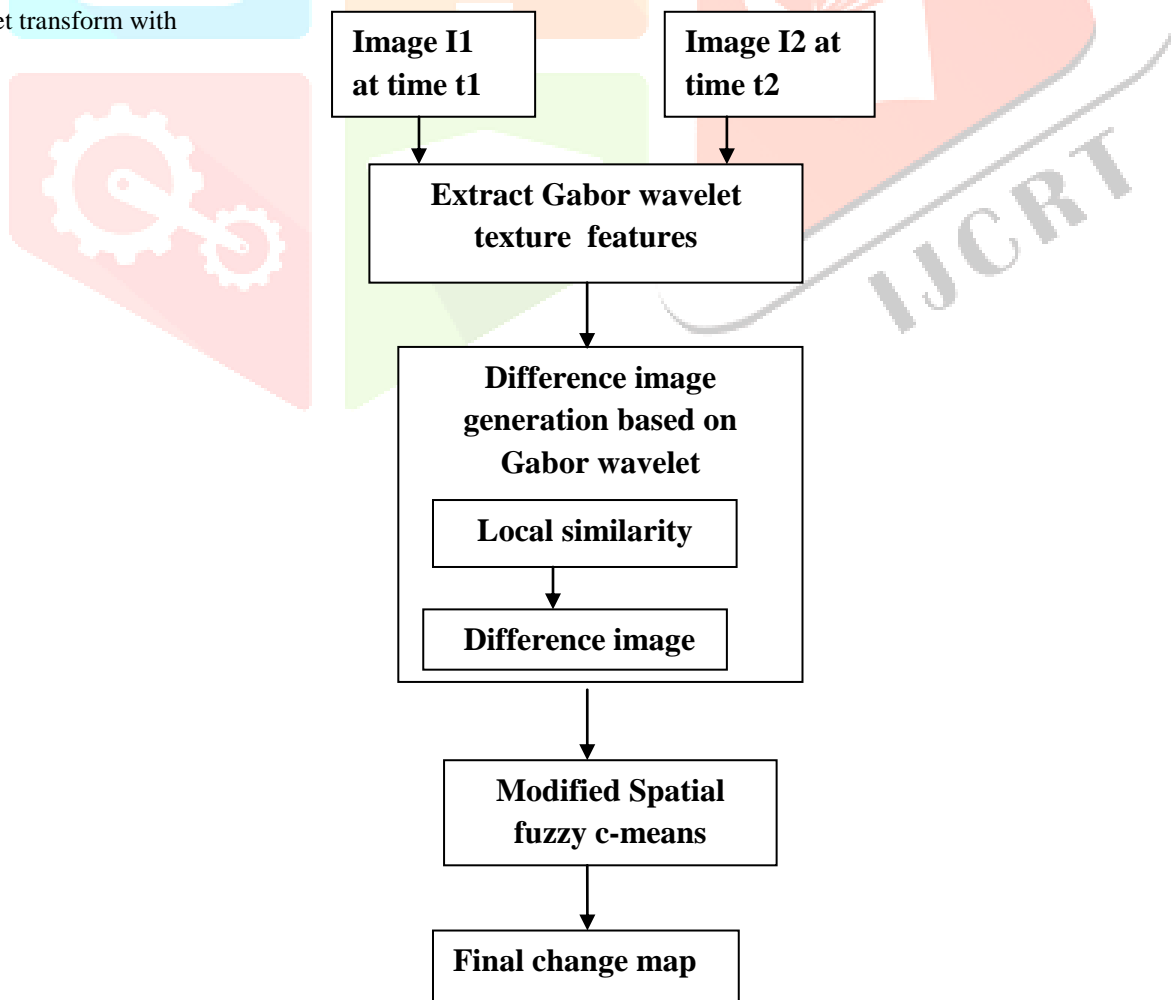 et transform with
Image I1
at time t1
Image I2 at
time t2
Extract Gabor wavelet
texture features
IJCRT
Difference image
generation based on
Gabor wavelet
Local similarity
Difference image
Modified Spatial
fuzzy c-means
Final change map